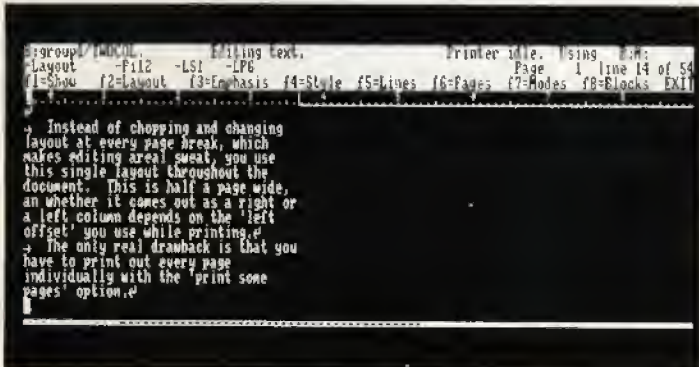 :group/TWOCOL. Editing text. Printer idle. Using M:
-Layout -Pi12 -LS1 -LP6 Page 1 line 14 of 54
f1=Show f2=Layout f3=Emphasis f4=Style f5=Lines f6=Pages f7=Modes f8=Blocks EXIT
→ Instead of chopping and changing
layout at every page break, which
makes editing areal sweat, you use
this single layout throughout the
document. This is half a page wide,
an whether it comes out as a right or
a left column depends on the 'left
offset' you use while printing.↵
→ The only real drawback is that you
have to print out every page
individually with the 'print some
pages' option.↵